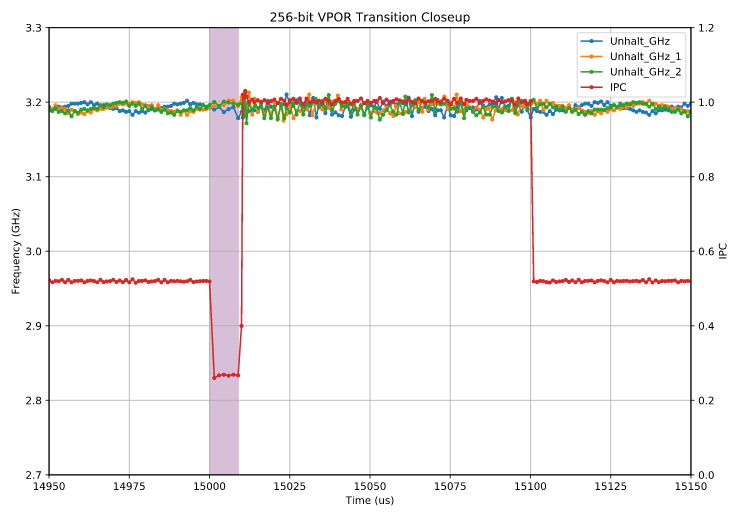 256-bit VPOR Transition Closeup
3.3
3.2
3.1
3.0
2.9
2.8
2.7
Frequency (GHz)
1.2
1.0
0.8
0.6
0.4
0.2
0.0
IPC
Unhalt_GHz
Unhalt_GHz_1
Unhalt_GHz_2
IPC
14950 14975 15000 15025 15050 15075 15100 15125 15150
Time (us)